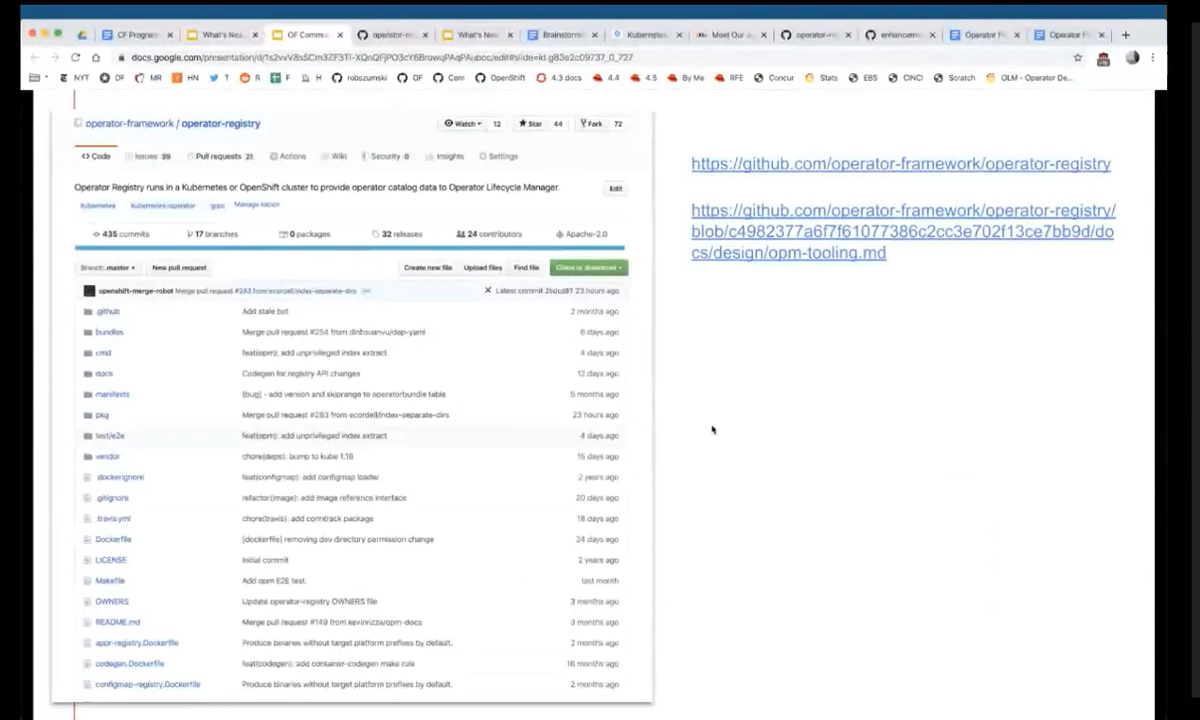 CF Program
What's Ne
OF Commu
operator-re
What's New
Brainstorm
Kubernetes
Meet Our
operator-re
enhancemen
Operator F
Operator F
docs.google.com/presentation/d/
NYT
OF
MR
HN
T
R
F
H
robszumski
OF
Com
OpenShift
4.3 docs
4.4
4.5
By Me
RFE
Concur
Stats
EBS
CINCI
Scratch
OLM - Operator De...
operator-framework / operator-registry
Watch 12
Star 44
Fork 72
Code
Issues 39
Pull requests 21
Actions
Wiki
Security 0
Insights
Settings
Operator Registry runs in a Kubernetes or OpenShift cluster to provide operator catalog data to Operator Lifecycle Manager.
Edit
kubernetes kubernetes-operator grpc Manage topics
435 commits
17 branches
0 packages
32 releases
24 contributors
Apache-2.0
Branch: master
New pull request
Create new file
Upload files
Find file
Clone or download
openshift-merge-robot Merge pull request #283 from ecordell/index-separate-dirs
Latest commit 23 hours ago
.github Add stale bot 2 months ago
bundles Merge pull request #254 from dinhxuanvu/dep-yaml 6 days ago
cmd feat(opm): add unprivileged index extract 4 days ago
docs Codegen for registry API changes 12 days ago
manifests [bug] - add version and skiprange to operatorbundle table 5 months ago
pkg Merge pull request #283 from ecordell/index-separate-dirs 23 hours ago
test/e2e feat(opm): add unprivileged index extract 4 days ago
vendor chore(deps): bump to kube 1.18 16 days ago
.dockerignore feat(configmap): add configmap loader 2 years ago
.gitignore refactor(image): add image reference interface 20 days ago
.travis.yml chore(travis): add conntrack package 18 days ago
Dockerfile [dockerfile] removing dev directory permission change 24 days ago
LICENSE Initial commit 2 years ago
Makefile Add opm E2E test. last month
OWNERS Update operator-registry OWNERS file 3 months ago
README.md Merge pull request #149 from kevinrizza/opm-docs 3 months ago
appr-registry.Dockerfile Produce binaries without target platform prefixes by default. 2 months ago
codegen.Dockerfile feat(codegen): add container-codegen make rule 16 months ago
configmap-registry.Dockerfile Produce binaries without target platform prefixes by default. 2 months ago
https://github.com/operator-framework/operator-registry
https://github.com/operator-framework/operator-registry/
blob/c4982377a6f7f61077386c2cc3e702f13ce7bb9d/do
cs/design/opm-tooling.md